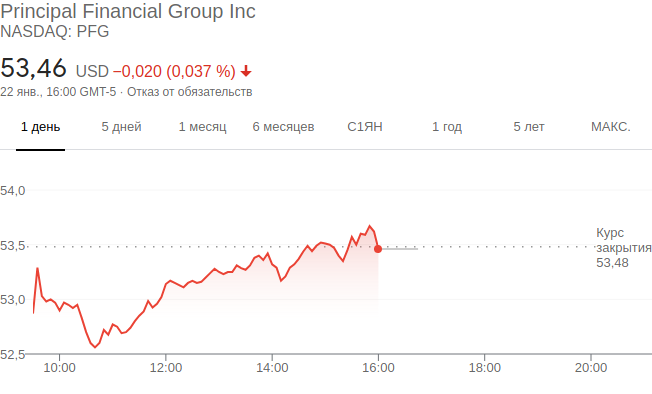 Principal Financial Group Inc
NASDAQ: PFG
53,46 USD −0,020 (0,037 %)
22 янв., 16:00 GMT-5 · Отказ от обязательств
1 день 5 дней 1 месяц 6 месяцев С1ЯН 1 год 5 лет МАКС.
54,0
Курс
53,5 закрытия
53,48
53,0
52,5
10:00 12:00 14:00 16:00 18:00 20:00